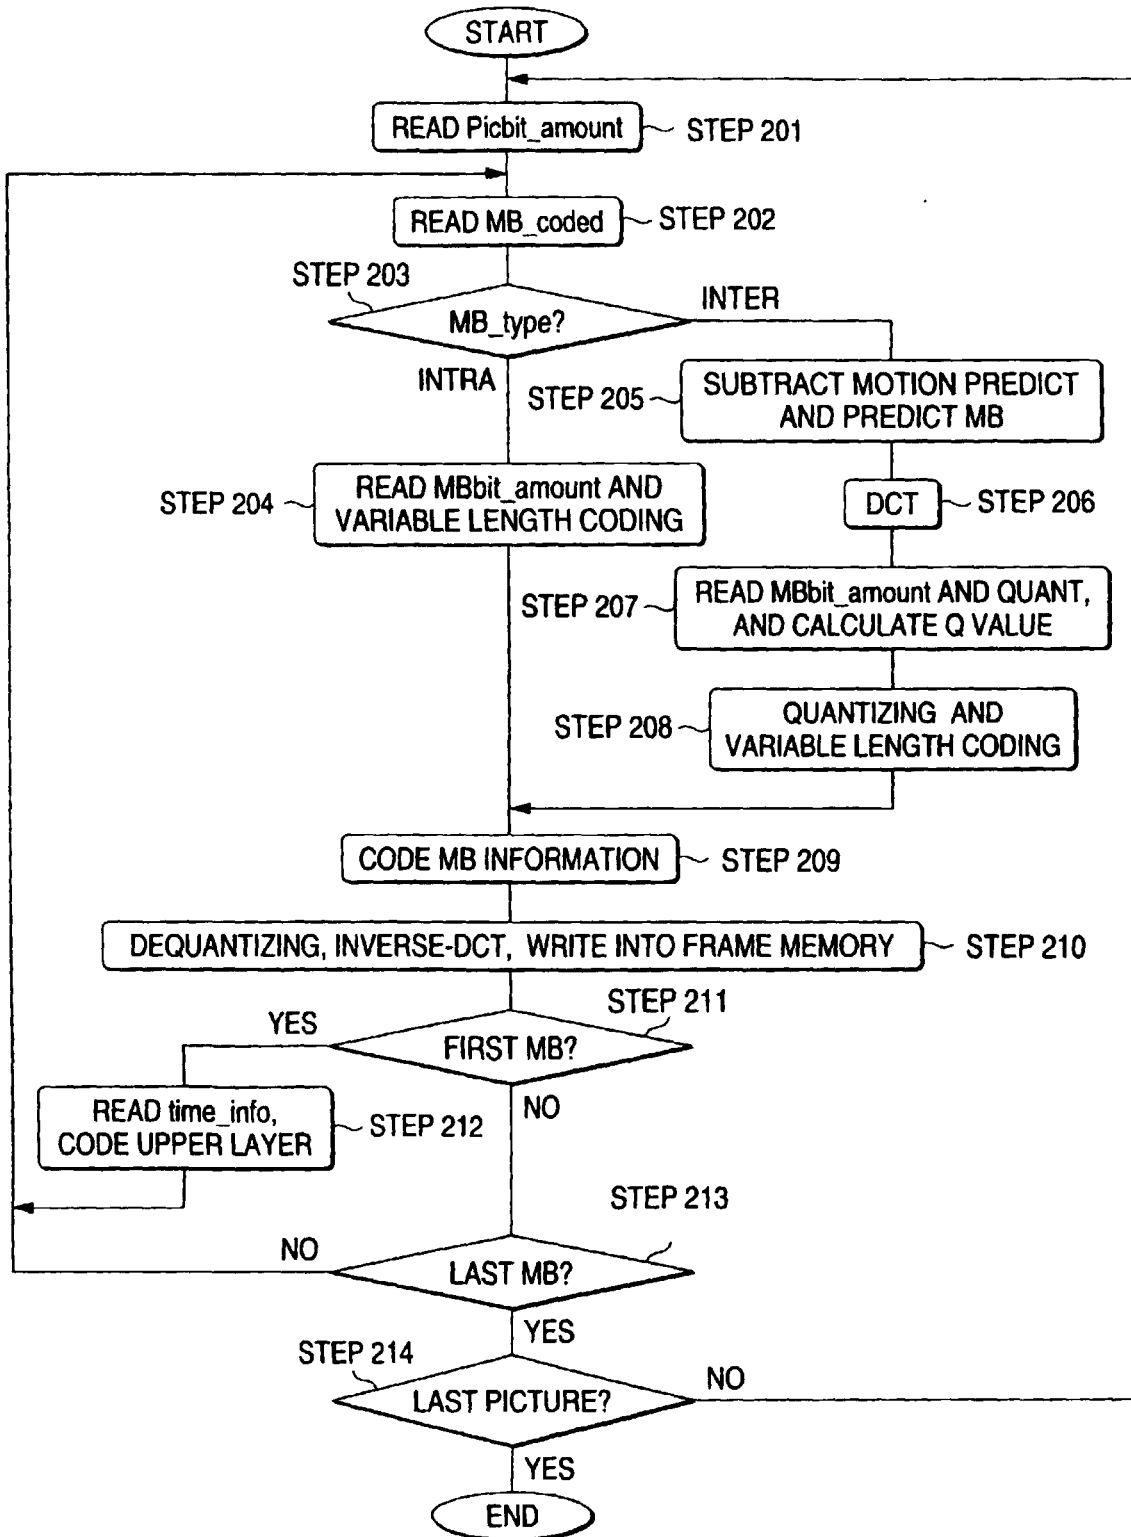 START
READ Picbit_amount
STEP 201
READ MB_coded
STEP 202
STEP 203
MB_type?
INTER
INTRA
STEP 205
SUBTRACT MOTION PREDICT
AND PREDICT MB
STEP 204
READ MBbit_amount AND
VARIABLE LENGTH CODING
DCT
STEP 206
STEP 207
READ MBbit_amount AND QUANT,
AND CALCULATE Q VALUE
STEP 208
QUANTIZING AND
VARIABLE LENGTH CODING
CODE MB INFORMATION
STEP 209
DEQUANTIZING, INVERSE-DCT, WRITE INTO FRAME MEMORY
STEP 210
STEP 211
YES
FIRST MB?
NO
READ time_info,
CODE UPPER LAYER
STEP 212
STEP 213
NO
LAST MB?
YES
STEP 214
LAST PICTURE?
NO
YES
END